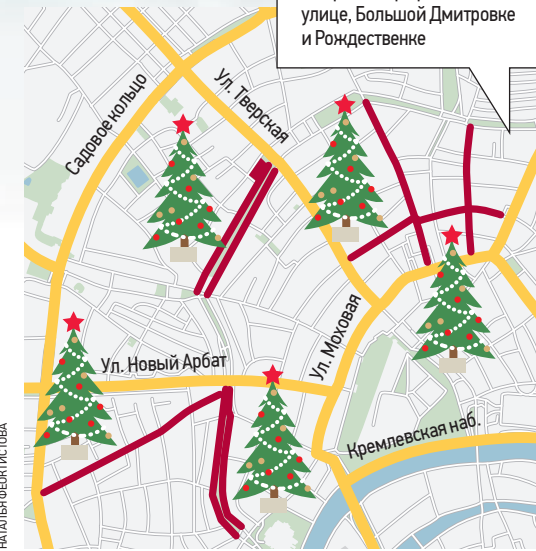 улице, Большой Дмитровке
и Рождественке
Садовое кольцо
Ул. Тверская
Ул. Моховая
Ул. Новый Арбат
Кремлевская наб.
НАТАЛЬЯ ФЕОКТИСТОВА